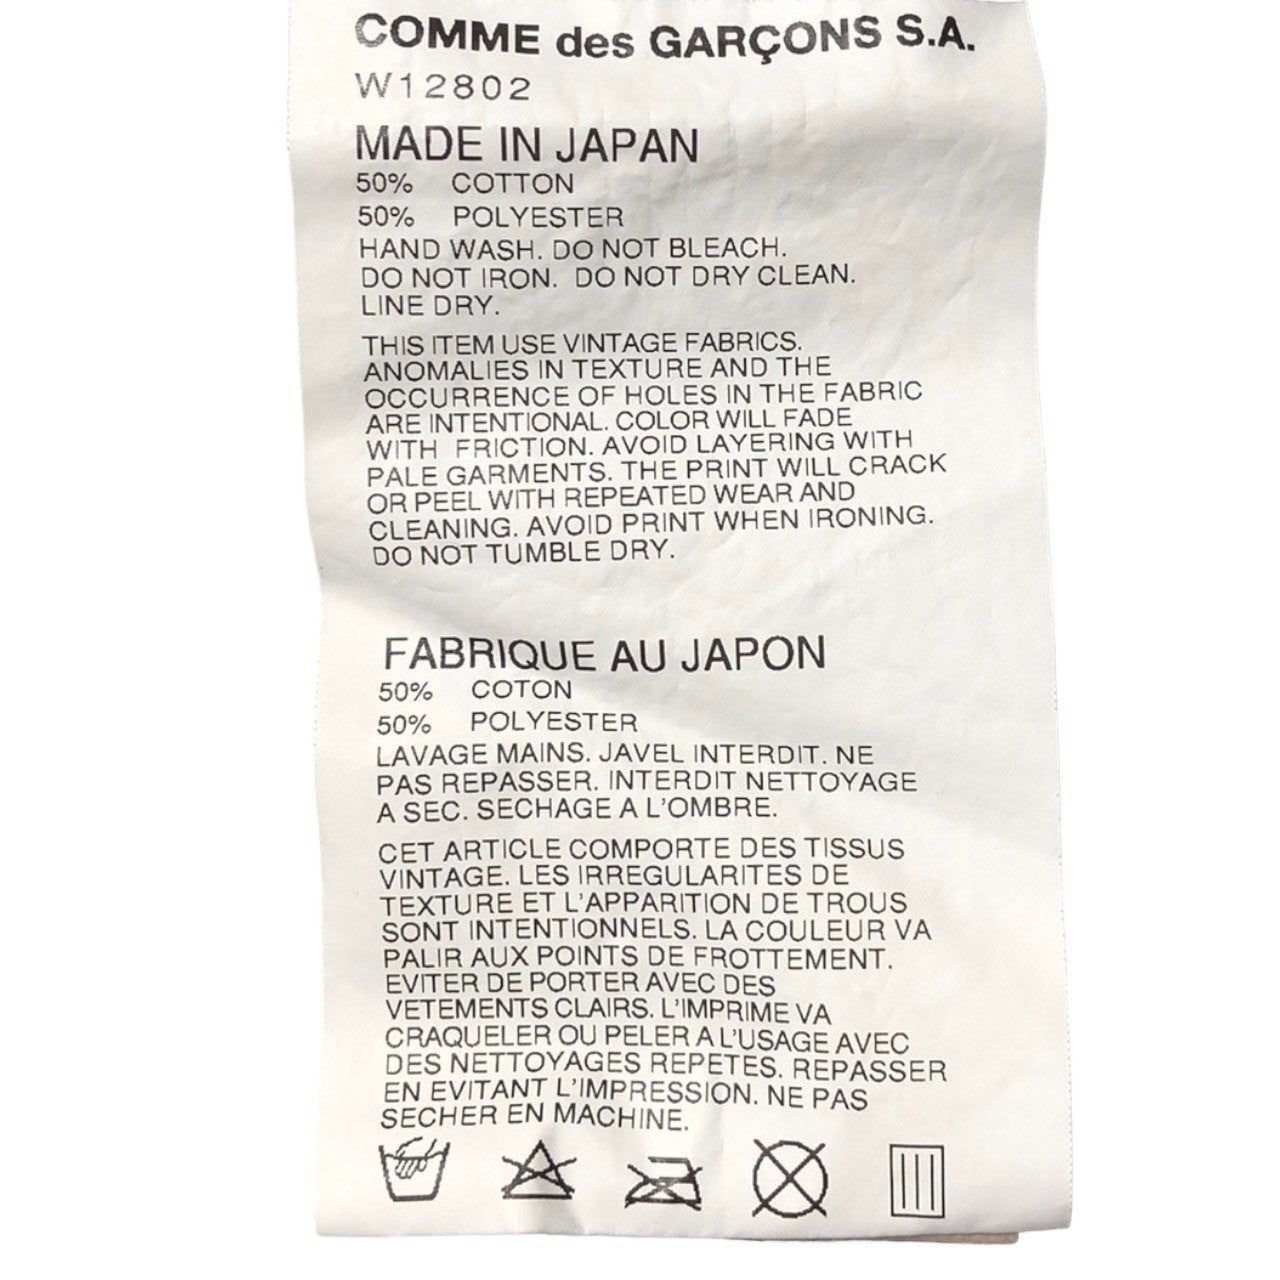 COMME des GARÇONS S.A.
W12802
MADE IN JAPAN
50% COTTON
50% POLYESTER
HAND WASH. DO NOT BLEACH.
DO NOT IRON. DO NOT DRY CLEAN.
LINE DRY.
THIS ITEM USE VINTAGE FABRICS.
ANOMALIES IN TEXTURE AND THE
OCCURRENCE OF HOLES IN THE FABRIC
ARE INTENTIONAL. COLOR WILL FADE
WITH FRICTION. AVOID LAYERING WITH
PALE GARMENTS. THE PRINT WILL CRACK
OR PEEL WITH REPEATED WEAR AND
CLEANING. AVOID PRINT WHEN IRONING.
DO NOT TUMBLE DRY.
FABRIQUE AU JAPON
50% COTON
50% POLYESTER
LAVAGE MAINS. JAVEL INTERDIT. NE
PAS REPASSER. INTERDIT NETTOYAGE
A SEC. SECHAGE A L'OMBRE.
CET ARTICLE COMPORTE DES TISSUS
VINTAGE. LES IRREGULARITES DE
TEXTURE ET L'APPARITION DE TROUS
SONT INTENTIONNELS. LA COULEUR VA
PALIR AUX POINTS DE FROTTEMENT.
EVITER DE PORTER AVEC DES
VETEMENTS CLAIRS. L'IMPRIME VA
CRAQUELER OU PELER A L'USAGE AVEC
DES NETTOYAGES REPETES. REPASSER
EN EVITANT L'IMPRESSION. NE PAS
SECHER EN MACHINE.